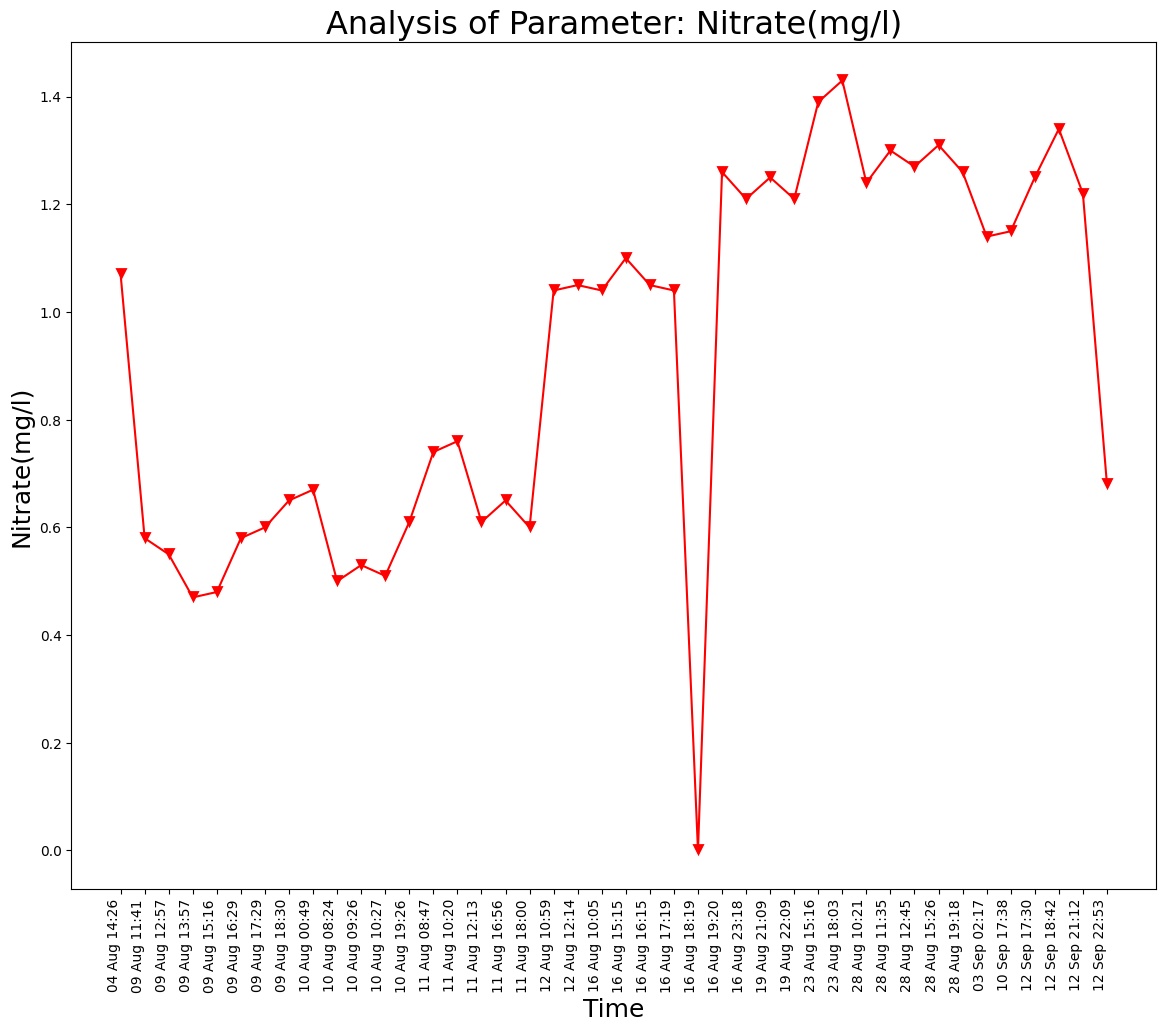 Analysis of Parameter: Nitrate(mg/l)
Nitrate(mg/l)
1.4
1.2
1.0
0.8
0.6
0.4
0.2
0.0
04 Aug 14:26
09 Aug 11:41
09 Aug 12:57
09 Aug 13:57
09 Aug 15:16
09 Aug 16:29
09 Aug 17:29
09 Aug 18:30
10 Aug 00:49
10 Aug 08:24
10 Aug 09:26
10 Aug 10:27
10 Aug 19:26
11 Aug 08:47
11 Aug 10:20
11 Aug 12:13
11 Aug 16:56
11 Aug 18:00
12 Aug 10:59
12 Aug 12:14
16 Aug 10:05
16 Aug 15:15
16 Aug 16:15
16 Aug 17:19
16 Aug 18:19
16 Aug 19:20
16 Aug 23:18
19 Aug 21:09
19 Aug 22:09
23 Aug 15:16
23 Aug 18:03
28 Aug 10:21
28 Aug 11:35
28 Aug 12:45
28 Aug 15:26
28 Aug 19:18
03 Sep 02:17
10 Sep 17:38
12 Sep 17:30
12 Sep 18:42
12 Sep 21:12
12 Sep 22:53
Time